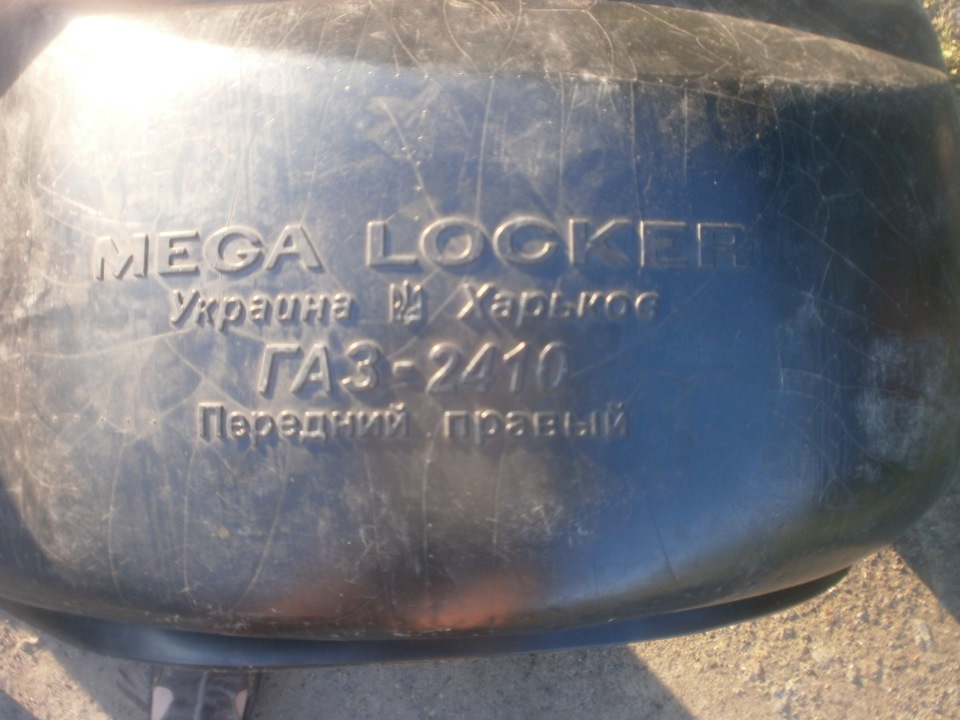 MEGA LOCKER
Украина Харьков
ГАЗ-2410
Передний правый